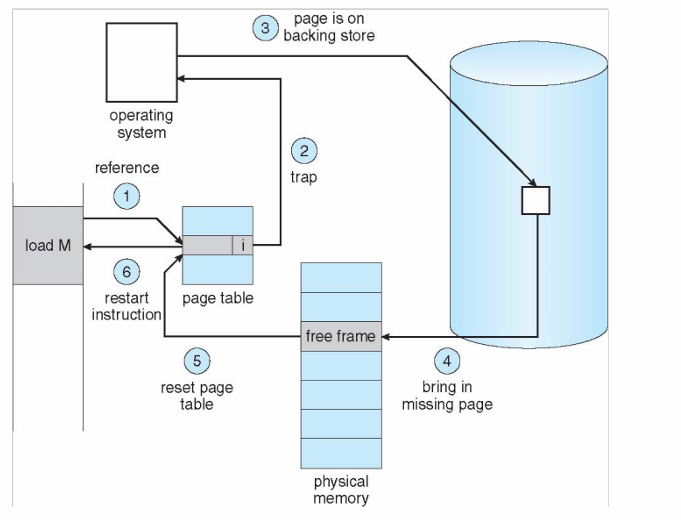 3
page is on
backing store
operating
system
2
trap
reference
1
load M
i
6
restart
instruction
page table
free frame
5
reset page
table
4
bring in
missing page
physical
memory